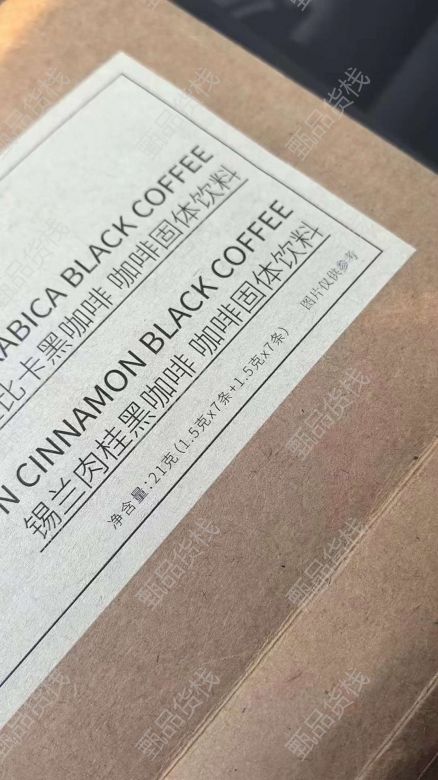 ABICA BLACK COFFEE
比卡黑咖啡 咖啡固体饮料
N CINNAMON BLACK COFFEE
锡兰肉桂黑咖啡 咖啡固体饮料
净含量:21克(1.5克x7条+1.5克x7条)
图片仅供参考
甄品货栈